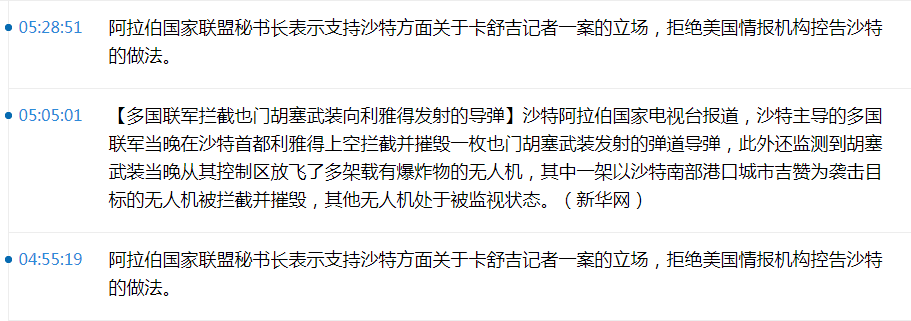 05:28:51 阿拉伯国家联盟秘书长表示支持沙特方面关于卡舒吉记者一案的立场，拒绝美国情报机构控告沙特
的做法。
05:05:01 【多国联军拦截也门胡塞武装向利雅得发射的导弹】沙特阿拉伯国家电视台报道，沙特主导的多国
联军当晚在沙特首都利雅得上空拦截并摧毁一枚也门胡塞武装发射的弹道导弹，此外还监测到胡塞
武装当晚从其控制区放飞了多架载有爆炸物的无人机，其中一架以沙特南部港口城市吉赞为袭击目
标的无人机被拦截并摧毁，其他无人机处于被监视状态。（新华网）
04:55:19 阿拉伯国家联盟秘书长表示支持沙特方面关于卡舒吉记者一案的立场，拒绝美国情报机构控告沙特
的做法。